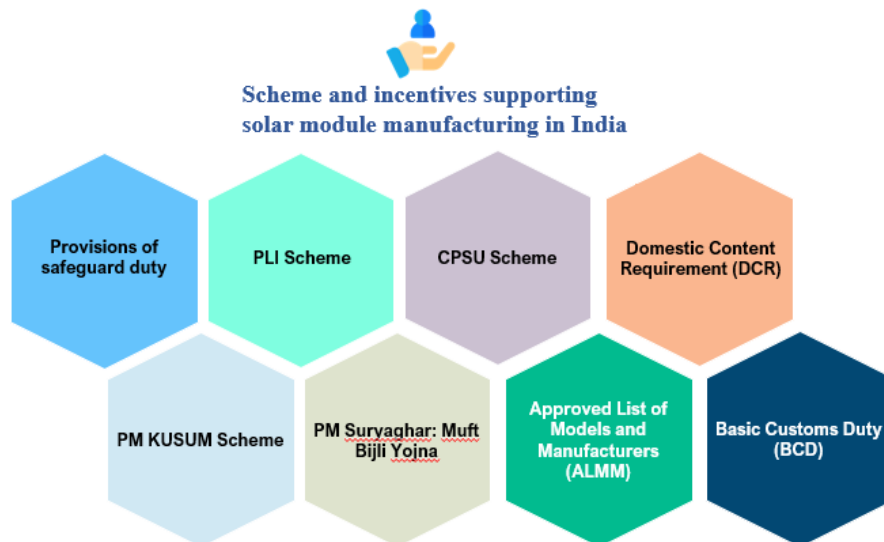 Scheme and incentives supporting
solar module manufacturing in India
Provisions of
safeguard duty
PLI Scheme
CPSU Scheme
Domestic Content
Requirement (DCR)
PM KUSUM Scheme
PM Suryaghar: Muft
Bijli Yojna
Approved List of
Models and
Manufacturers
(ALMM)
Basic Customs Duty
(BCD)